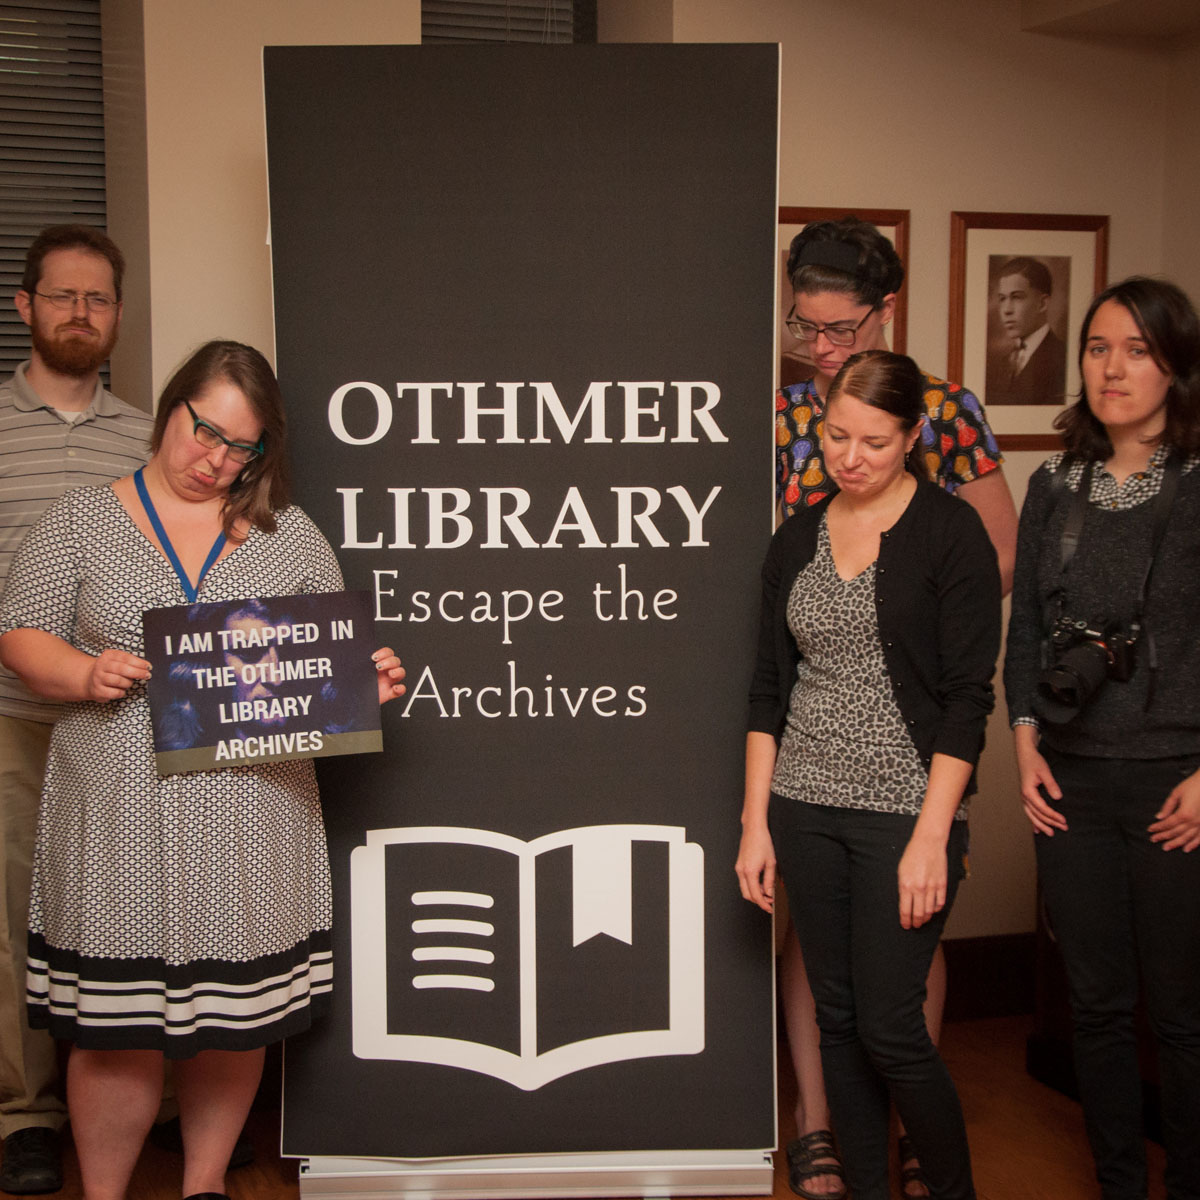 OTHMER
LIBRARY
Escape the
Archives
I AM TRAPPED IN
THE OTHMER
LIBRARY
ARCHIVES